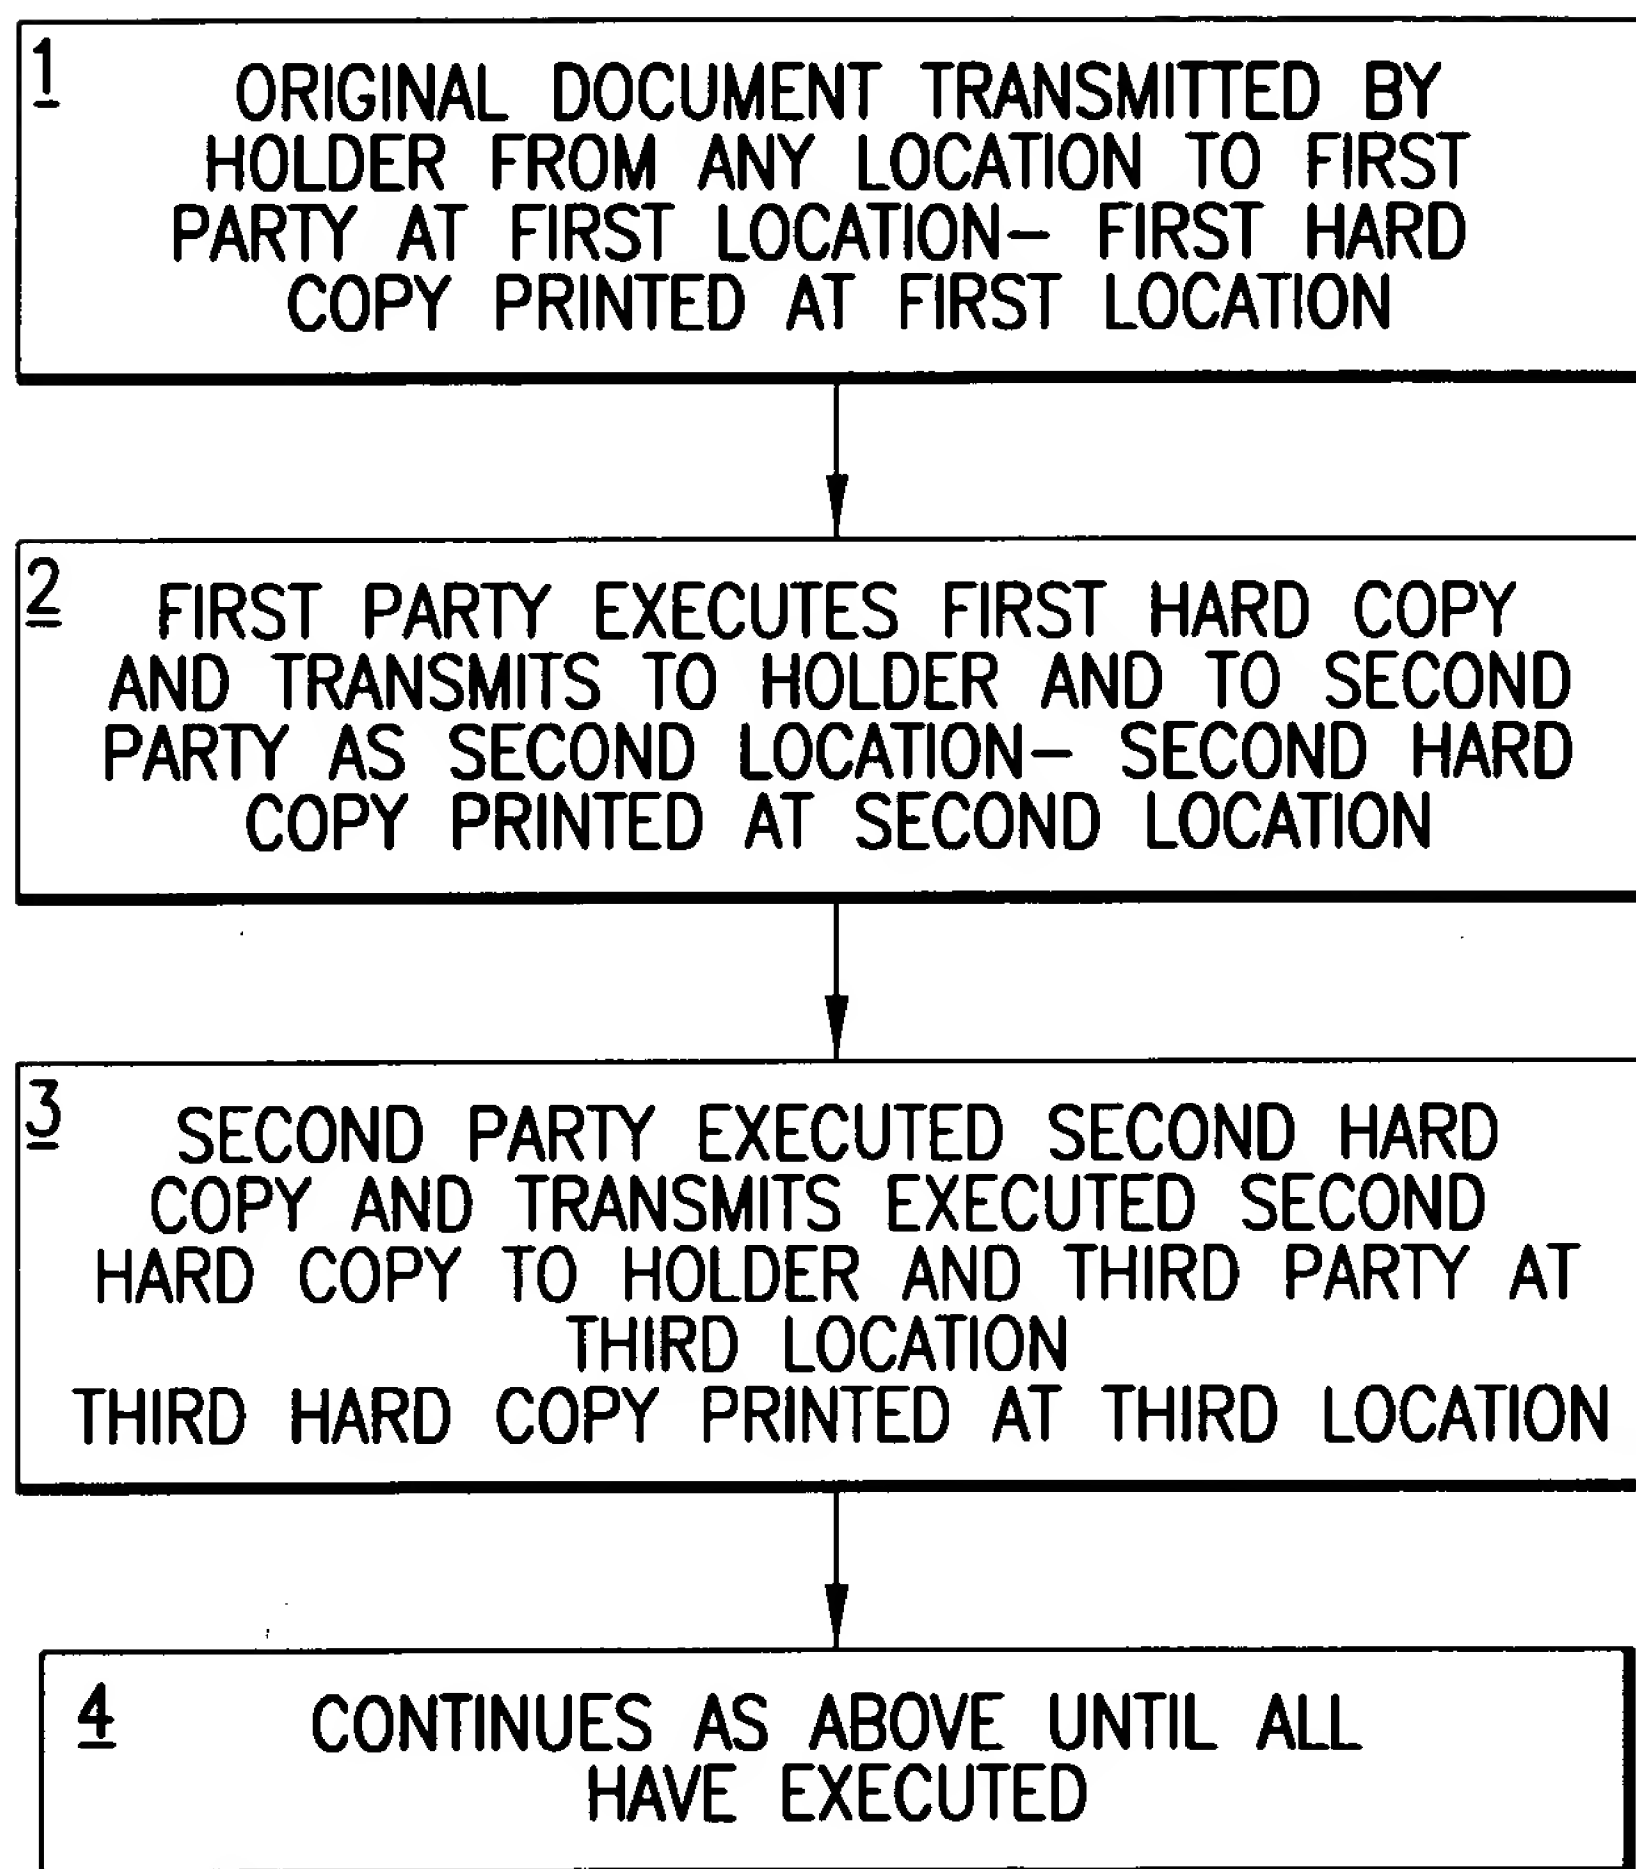 1
ORIGINAL DOCUMENT TRANSMITTED BY
HOLDER FROM ANY LOCATION TO FIRST
PARTY AT FIRST LOCATION– FIRST HARD
COPY PRINTED AT FIRST LOCATION
2
FIRST PARTY EXECUTES FIRST HARD COPY
AND TRANSMITS TO HOLDER AND TO SECOND
PARTY AS SECOND LOCATION– SECOND HARD
COPY PRINTED AT SECOND LOCATION
3
SECOND PARTY EXECUTED SECOND HARD
COPY AND TRANSMITS EXECUTED SECOND
HARD COPY TO HOLDER AND THIRD PARTY AT
THIRD LOCATION
THIRD HARD COPY PRINTED AT THIRD LOCATION
4
CONTINUES AS ABOVE UNTIL ALL
HAVE EXECUTED